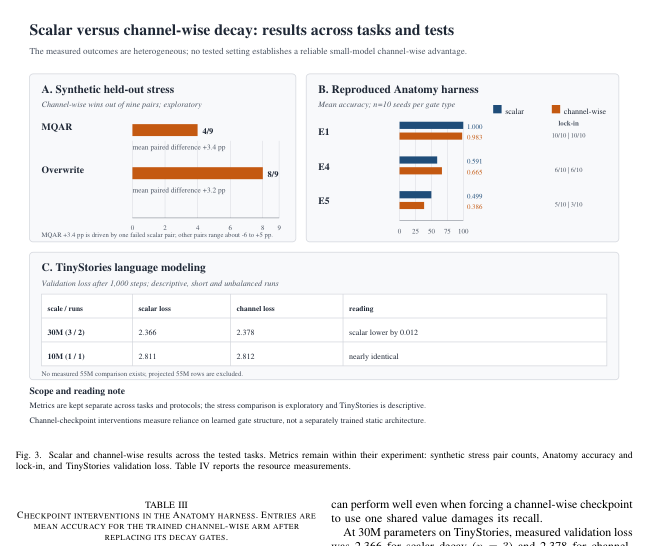 Scalar versus channel-wise decay: results across tasks and tests
The measured outcomes are heterogeneous; no tested setting establishes a reliable small-model channel-wise advantage.
A. Synthetic held-out stress
Channel-wise wins out of nine pairs; exploratory
MQAR
4/9
mean paired difference +3.4 pp
Overwrite
8/9
mean paired difference +3.2 pp
0 2 4 6 8 9
MQAR +3.4 pp is driven by one failed scalar pair; other pairs range about -6 to +5 pp.
B. Reproduced Anatomy harness
Mean accuracy; n=10 seeds per gate type
scalar channel-wise
lock-in
E1 1.000 10/10 | 10/10
0.983
E4 0.591 6/10 | 6/10
0.665
E5 0.499 5/10 | 3/10
0.386
0 25 50 75 100
C. TinyStories language modeling
Validation loss after 1,000 steps; descriptive, short and unbalanced runs
scale / runs scalar loss channel loss reading
30M (3 / 2) 2.366 2.378 scalar lower by 0.012
10M (1 / 1) 2.811 2.812 nearly identical
No measured 55M comparison exists; projected 55M rows are excluded.
Scope and reading note
Metrics are kept separate across tasks and protocols; the stress comparison is exploratory and TinyStories is descriptive.
Channel-checkpoint interventions measure reliance on learned gate structure, not a separately trained static architecture.
Fig. 3. Scalar and channel-wise results across the tested tasks. Metrics remain within their experiment: synthetic stress pair counts, Anatomy accuracy and
lock-in, and TinyStories validation loss. Table IV reports the resource measurements.
TABLE III
CHECKPOINT INTERVENTIONS IN THE ANATOMY HARNESS. ENTRIES ARE
MEAN ACCURACY FOR THE TRAINED CHANNEL-WISE ARM AFTER
REPLACING ITS DECAY GATES.
can perform well even when forcing a channel-wise checkpoint
to use one shared value damages its recall.
At 30M parameters on TinyStories, measured validation loss
was 2.366 for scalar decay (n = 3) and 2.378 for channel-